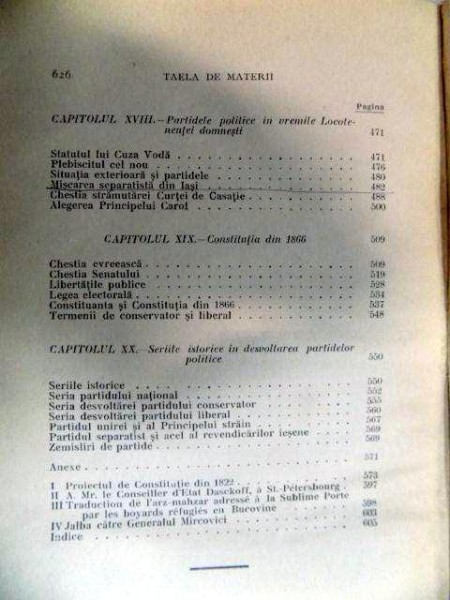 626 TABLA DE MATERII
Pagina
CAPITOLUL XVIII.—Partidele politice in vremile Locote-
nenței domnești 471
Statutul lui Cuza Vodă 471
Plebiscitul cel nou 476
Situația exterioară și partidele 480
Miscarea separatistă din Iași 482
Chestia strămutărei Curței de Casație 488
Alegerea Principelui Carol 500
CAPITOLUL XIX.—Constituția din 1866 509
Chestia evreească 509
Chestia Senatului 519
Libertățile publice 528
Legea electorală 534
Constituanta și Constituția din 1866 537
Termenii de conservator și liberal 548
CAPITOLUL XX.—Seriile istorice in desvoltarea partidelor
politice 550
Seriile istorice 550
Seria partidului național 552
Seria desvoltărei partidului conservator 555
Seria desvoltărei partidului liberal 560
Partidul unirei și al Principelui străin 567
Partidul separatist și acel al revendicărilor ieșene 569
Zemisliri de partide 569
Anexe 571
I Proiectul de Constituție din 1822 573
II A. Mr. le Conseiller d'Etat Dasckoff, à St.-Pétersbourg 597
III Traduction de l'arz-mahzar adressé à la Sublime Porte
par les boyards réfugiés en Bucovine 598
IV Jalba către Generalul Mircovici 603
Indice 605